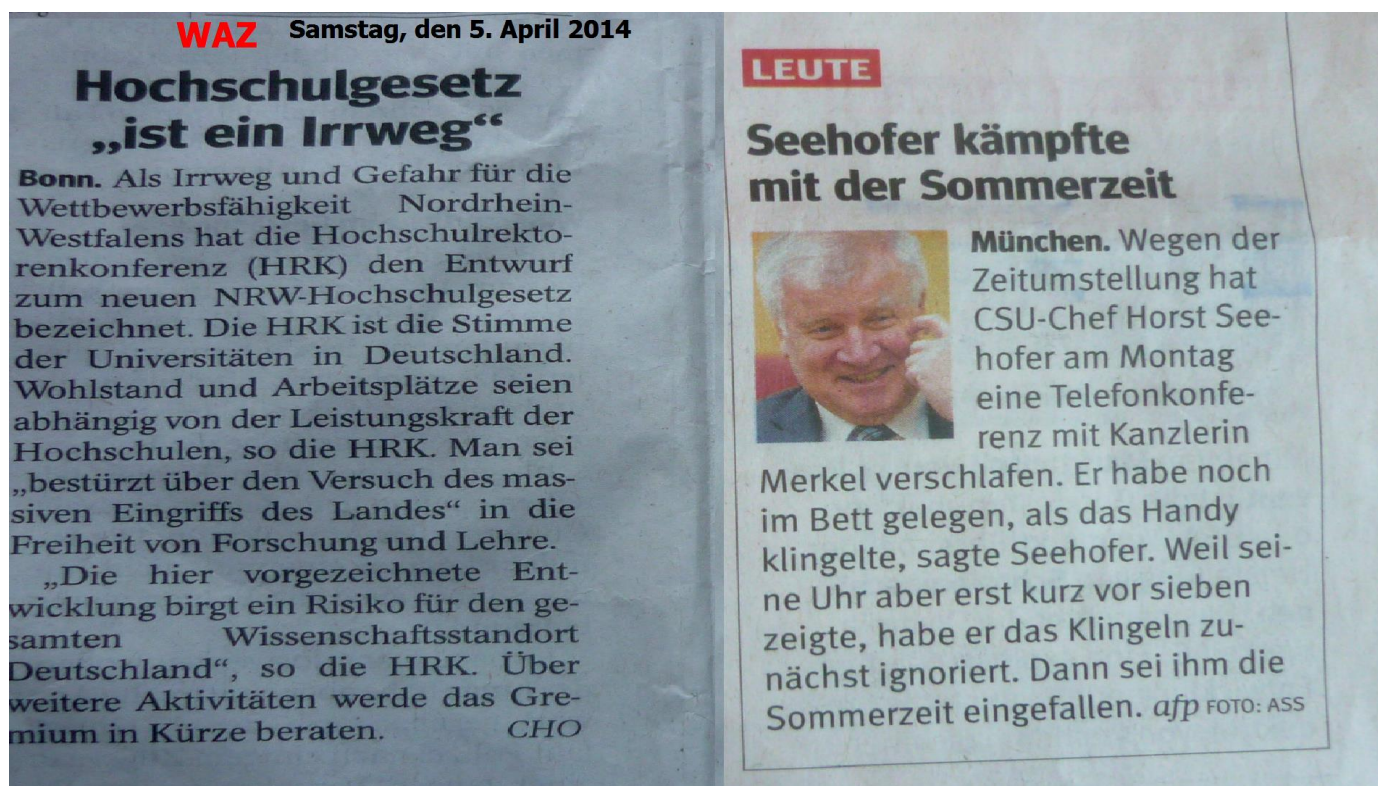 WAZ Samstag, den 5. April 2014
Hochschulgesetz
„ist ein Irrweg“
Bonn. Als Irrweg und Gefahr für die
Wettbewerbsfähigkeit Nordrhein-
Westfalens hat die Hochschulrekto-
renkonferenz (HRK) den Entwurf
zum neuen NRW-Hochschulgesetz
bezeichnet. Die HRK ist die Stimme
der Universitäten in Deutschland.
Wohlstand und Arbeitsplätze seien
abhängig von der Leistungskraft der
Hochschulen, so die HRK. Man sei
„bestürzt über den Versuch des mas-
siven Eingriffs des Landes“ in die
Freiheit von Forschung und Lehre.
„Die hier vorgezeichnete Ent-
wicklung birgt ein Risiko für den ge-
samten Wissenschaftsstandort
Deutschland“, so die HRK. Über
weitere Aktivitäten werde das Gre-
mium in Kürze beraten. CHO
LEUTE
Seehofer kämpfte
mit der Sommerzeit
München. Wegen der
Zeitumstellung hat
CSU-Chef Horst See-
hofer am Montag
eine Telefonkonfe-
renz mit Kanzlerin
Merkel verschlafen. Er habe noch
im Bett gelegen, als das Handy
klingelte, sagte Seehofer. Weil sei-
ne Uhr aber erst kurz vor sieben
zeigte, habe er das Klingeln zu-
nächst ignoriert. Dann sei ihm die
Sommerzeit eingefallen. afp FOTO: ASS